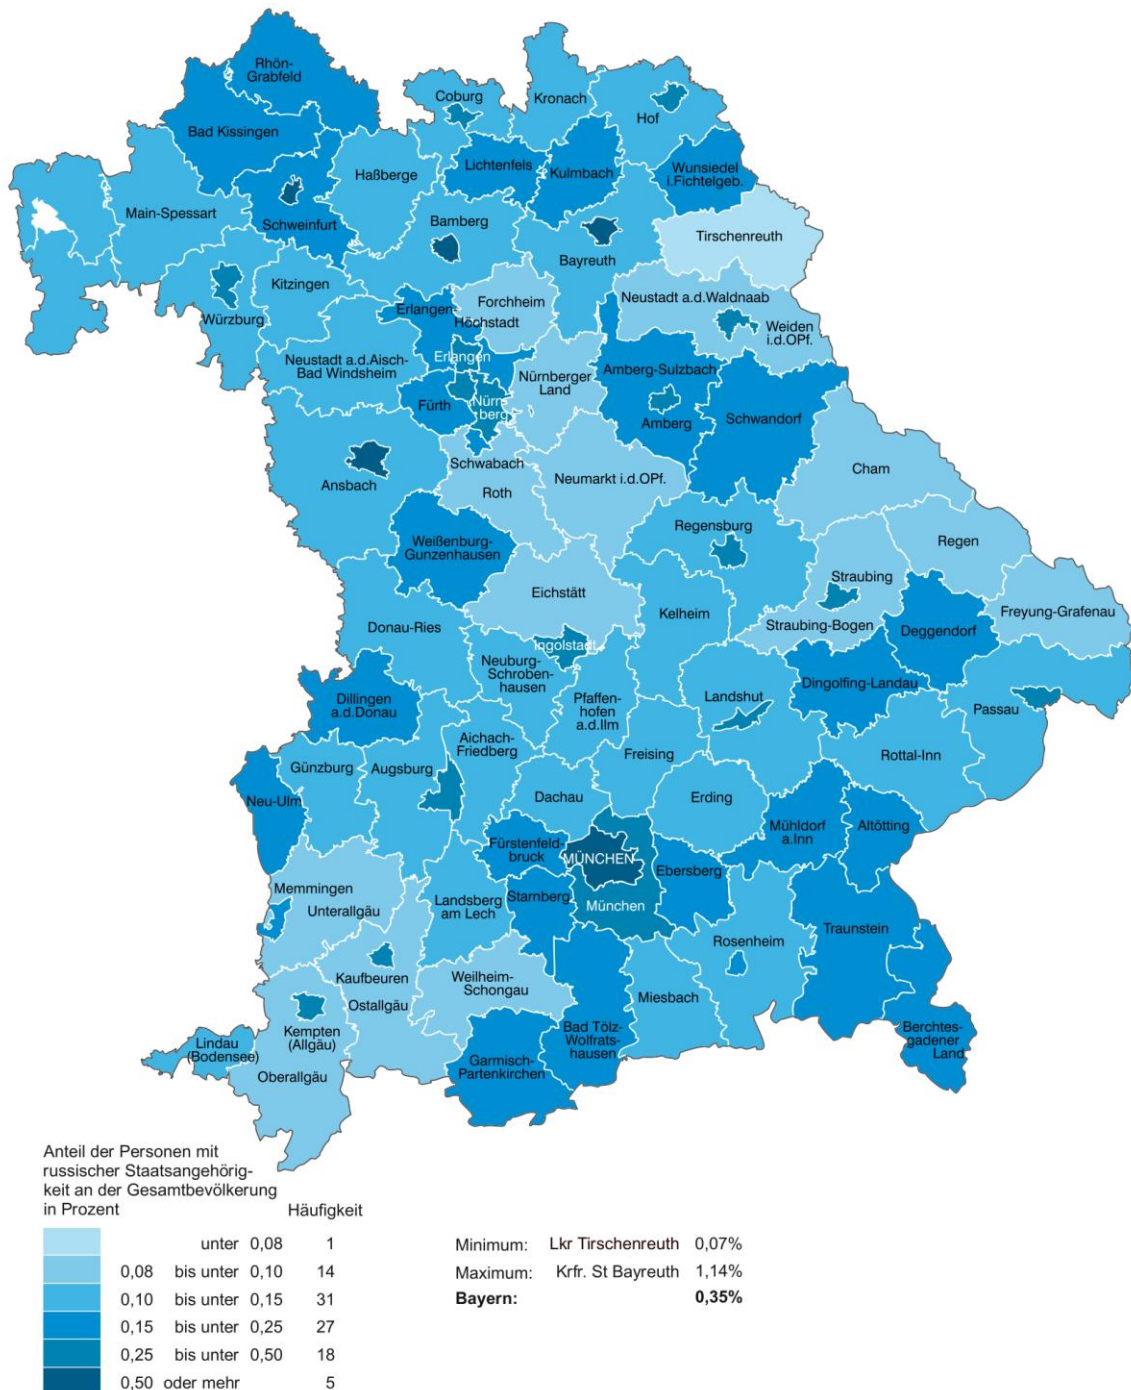 Rhön-
Grabfeld
Coburg
Kronach
Hof
Bad Kissingen
Lichtenfels
Kulmbach
Wunsiedel
i.Fichtelgeb.
Haßberge
Main-Spessart
Schweinfurt
Bamberg
Bayreuth
Tirschenreuth
Kitzingen
Würzburg
Erlangen-
Höchstadt
Forchheim
Neustadt a.d.Waldnaab
Weiden
i.d.OPf.
Neustadt a.d.Aisch-
Bad Windsheim
Erlangen
Nürnberger
Land
Amberg-Sulzbach
Fürth
Nürn-
berg
Amberg
Schwandorf
Ansbach
Schwabach
Roth
Neumarkt i.d.OPf.
Cham
Weißenburg-
Gunzenhausen
Regensburg
Regen
Eichstätt
Straubing
Kelheim
Straubing-Bogen
Freyung-Grafenau
Donau-Ries
Deggendorf
Ingolstadt
Neuburg-
Schroben-
hausen
Dillingen
a.d.Donau
Pfaffen-
hofen
a.d.Ilm
Landshut
Dingolfing-Landau
Passau
Aichach-
Friedberg
Günzburg
Augsburg
Freising
Rottal-Inn
Neu-Ulm
Dachau
Erding
Mühldorf
a.Inn
Altötting
Fürstenfeld-
bruck
MÜNCHEN
Ebersberg
Memmingen
Unterallgäu
Landsberg
am Lech
Starnberg
München
Traunstein
Rosenheim
Kaufbeuren
Ostallgäu
Weilheim-
Schongau
Miesbach
Kempten
(Allgäu)
Lindau
(Bodensee)
Oberallgäu
Garmisch-
Partenkirchen
Bad Tölz-
Wolfrats-
hausen
Berchtes-
gadener
Land
Anteil der Personen mit
russischer Staatsangehörig-
keit an der Gesamtbevölkerung
in Prozent Häufigkeit
unter 0,08 1
0,08 bis unter 0,10 14
0,10 bis unter 0,15 31
0,15 bis unter 0,25 27
0,25 bis unter 0,50 18
0,50 oder mehr 5
Minimum: Lkr Tirschenreuth 0,07%
Maximum: Krfr. St Bayreuth 1,14%
Bayern: 0,35%